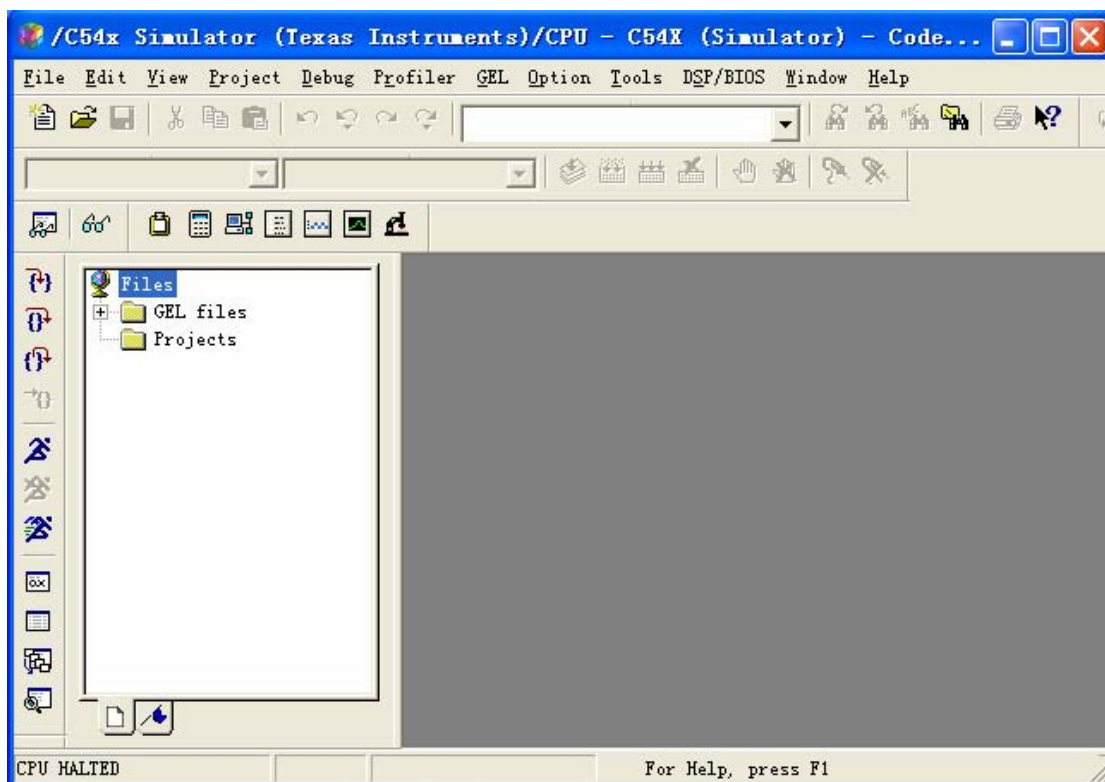 /C54x Simulator (Texas Instruments)/CPU - C54X (Simulator) - Code...
File Edit View Project Debug Profiler GEL Option Tools DSP/BIOS Window Help
Files
GEL files
Projects
CPU HALTED
For Help, press F1